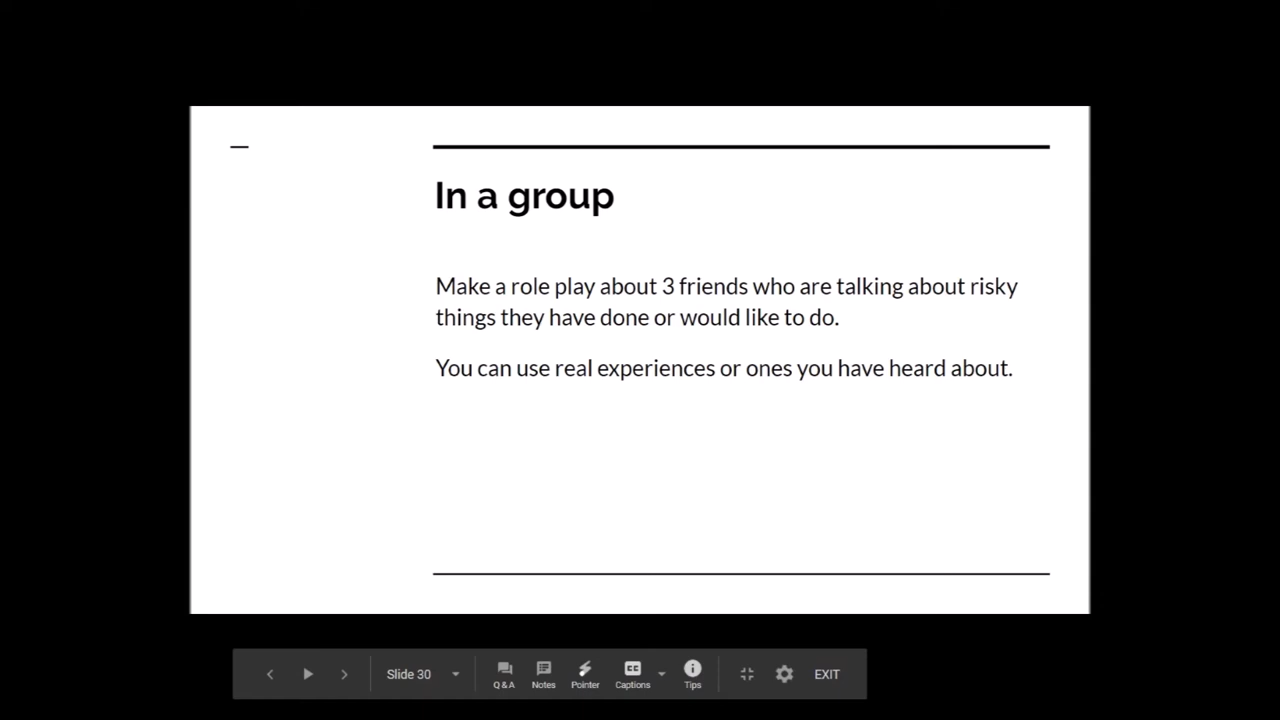 In a group
Make a role play about 3 friends who are talking about risky
things they have done or would like to do.
You can use real experiences or ones you have heard about.
Slide 30
Q & A
Notes
Pointer
Captions
Tips
EXIT